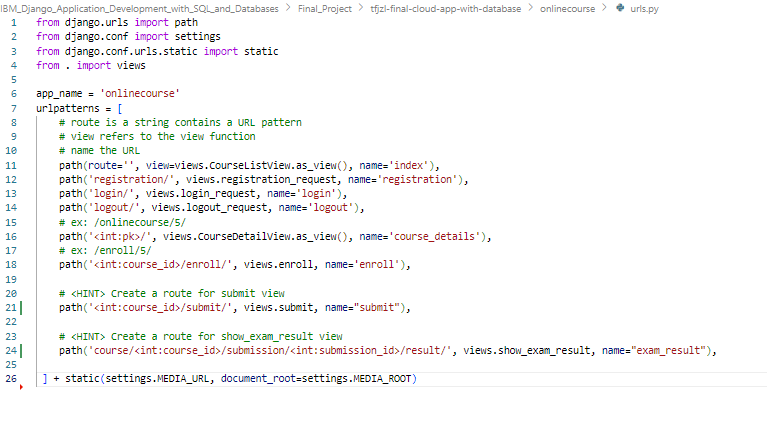 IBM_Django_Application_Development_with_SQL_and_Databases > Final_Project > tfjzl-final-cloud-app-with-database > onlinecourse > urls.py
1 from django.urls import path
2 from django.conf import settings
3 from django.conf.urls.static import static
4 from . import views
5
6 app_name = 'onlinecourse'
7 urlpatterns = [
8 # route is a string contains a URL pattern
9 # view refers to the view function
10 # name the URL
11 path(route='', view=views.CourseListView.as_view(), name='index'),
12 path('registration/', views.registration_request, name='registration'),
13 path('login/', views.login_request, name='login'),
14 path('logout/', views.logout_request, name='logout'),
15 # ex: /onlinecourse/5/
16 path('<int:pk>/', views.CourseDetailView.as_view(), name='course_details'),
17 # ex: /enroll/5/
18 path('<int:course_id>/enroll/', views.enroll, name='enroll'),
19
20 # <HINT> Create a route for submit view
21 path('<int:course_id>/submit/', views.submit, name="submit"),
22
23 # <HINT> Create a route for show_exam_result view
24 path('course/<int:course_id>/submission/<int:submission_id>/result/', views.show_exam_result, name="exam_result"),
25
26 ] + static(settings.MEDIA_URL, document_root=settings.MEDIA_ROOT)